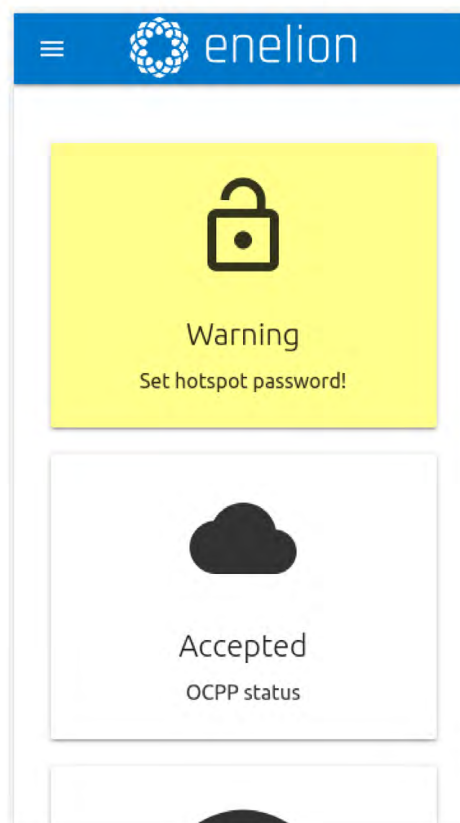 enelion
Warning
Set hotspot password!
Accepted
OCPP status